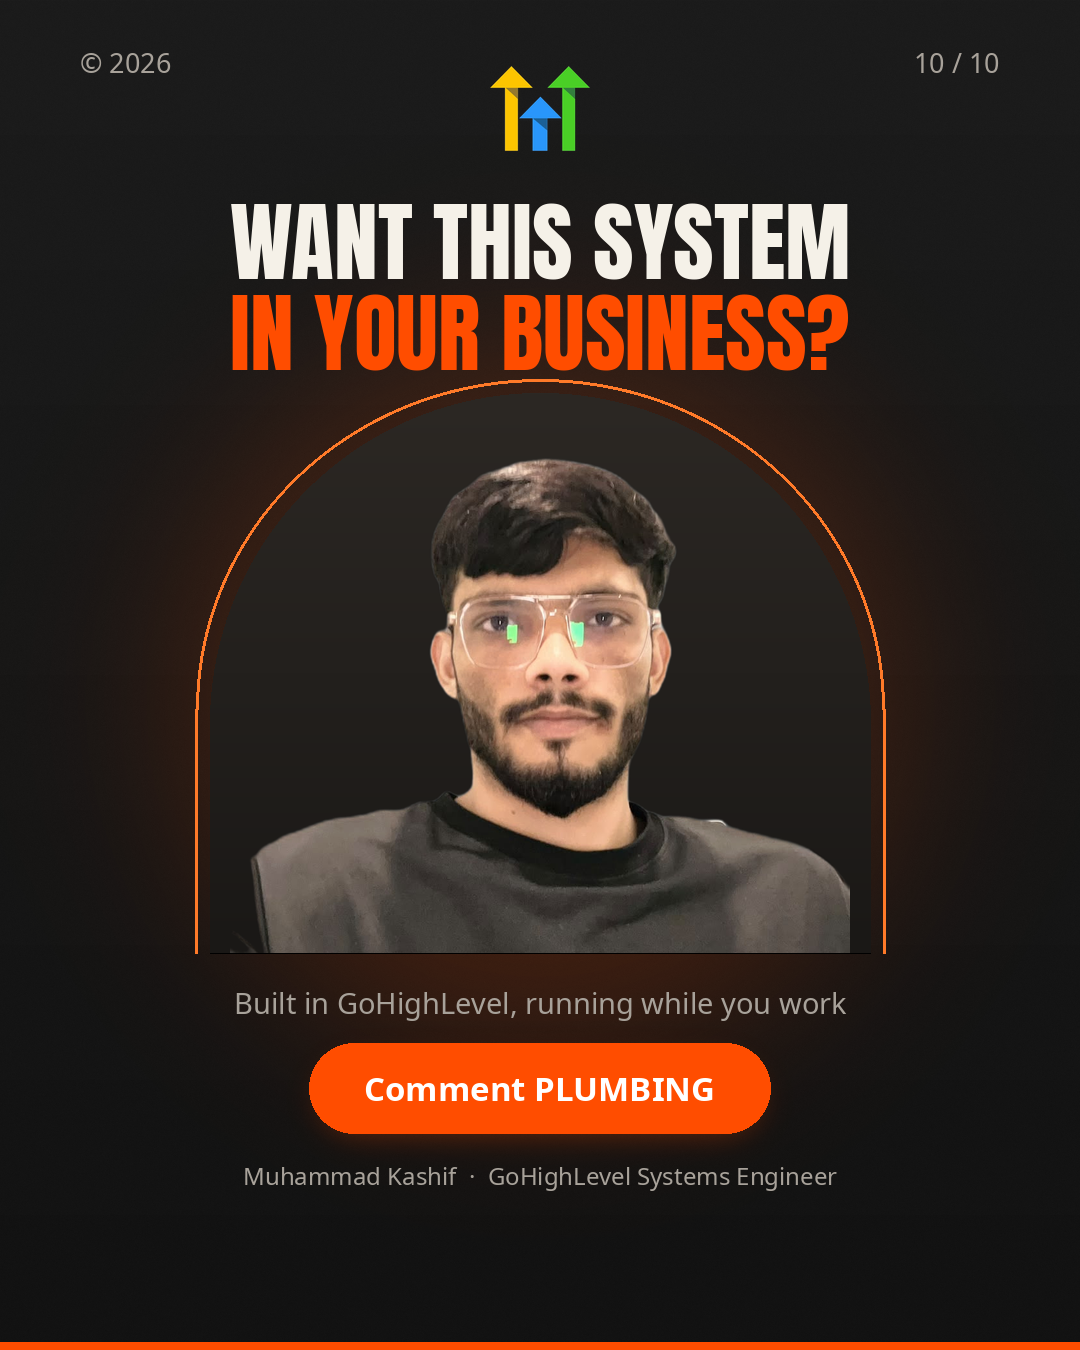 © 2026
10 / 10
WANT THIS SYSTEM
IN YOUR BUSINESS?
Built in GoHighLevel, running while you work
Comment PLUMBING
Muhammad Kashif · GoHighLevel Systems Engineer